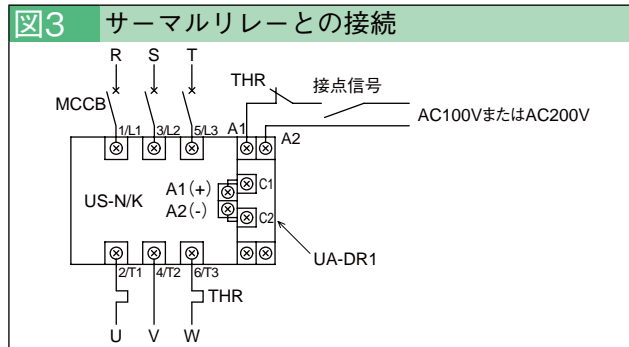 図3 サーマルリレーとの接続
R S T
THR 接点信号
MCCB
AC100VまたはAC200V
1/L1 3/L2 5/L3 A1 A2
US-N/K A1(+) C1
A2(-) C2
UA-DR1
2/T1 4/T2 6/T3
THR
U V W